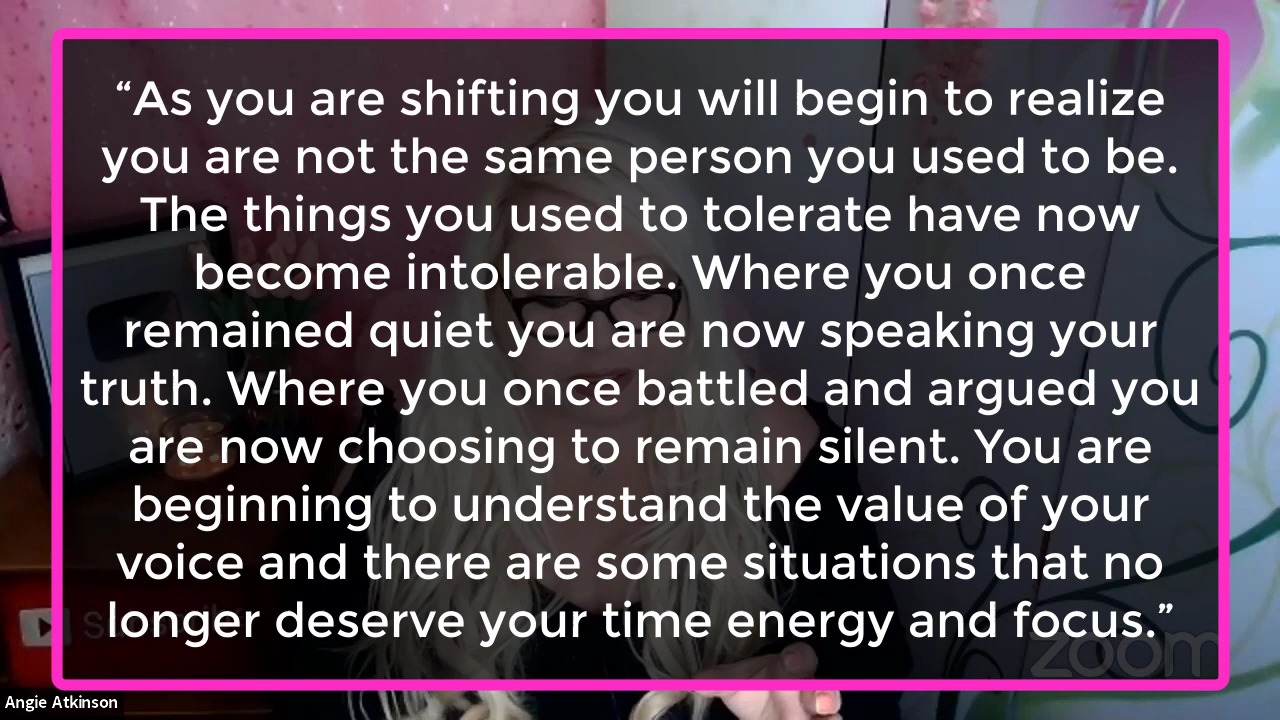 “As you are shifting you will begin to realize
you are not the same person you used to be.
The things you used to tolerate have now
become intolerable. Where you once
remained quiet you are now speaking your
truth. Where you once battled and argued you
are now choosing to remain silent. You are
beginning to understand the value of your
voice and there are some situations that no
longer deserve your time energy and focus.”
zoom
Angie Atkinson